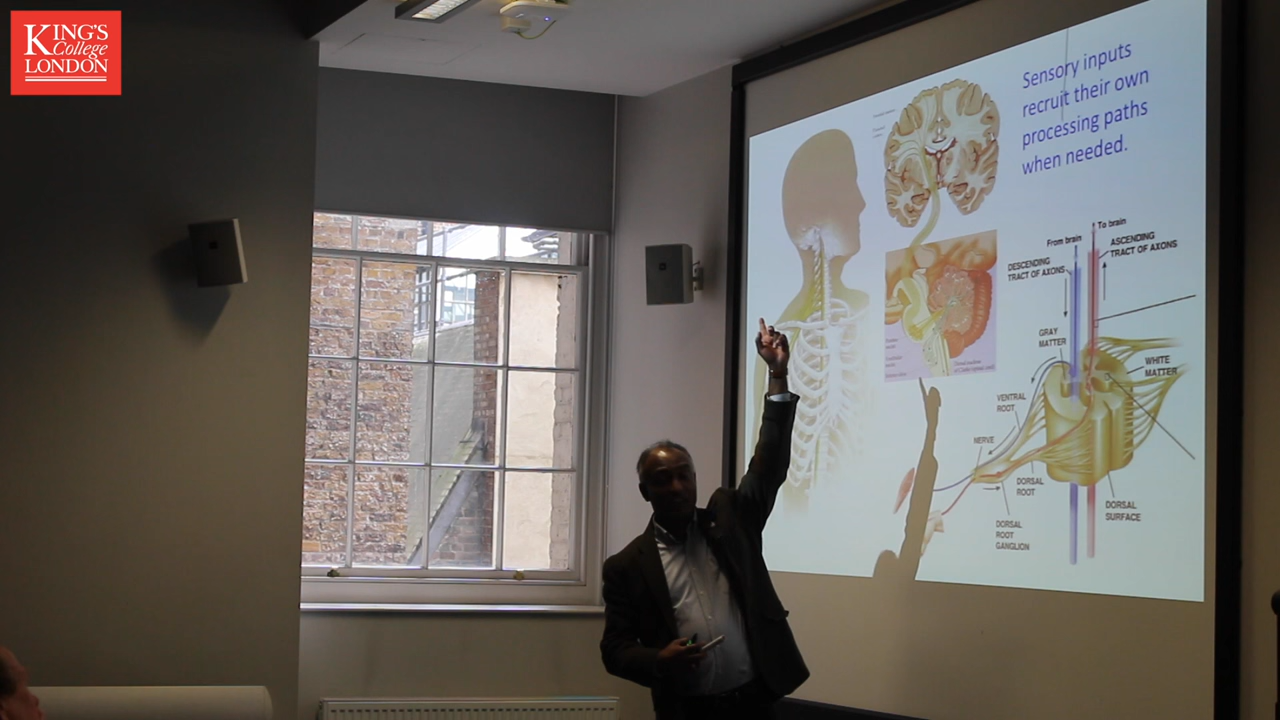 KING'S
College
LONDON
Sensory inputs
recruit their own
processing paths
when needed.
To brain
From brain
ASCENDING
TRACT OF AXONS
DESCENDING
TRACT OF AXONS
GRAY
MATTER
WHITE
MATTER
VENTRAL
ROOT
NERVE
DORSAL
ROOT
DORSAL
SURFACE
DORSAL
ROOT
GANGLION